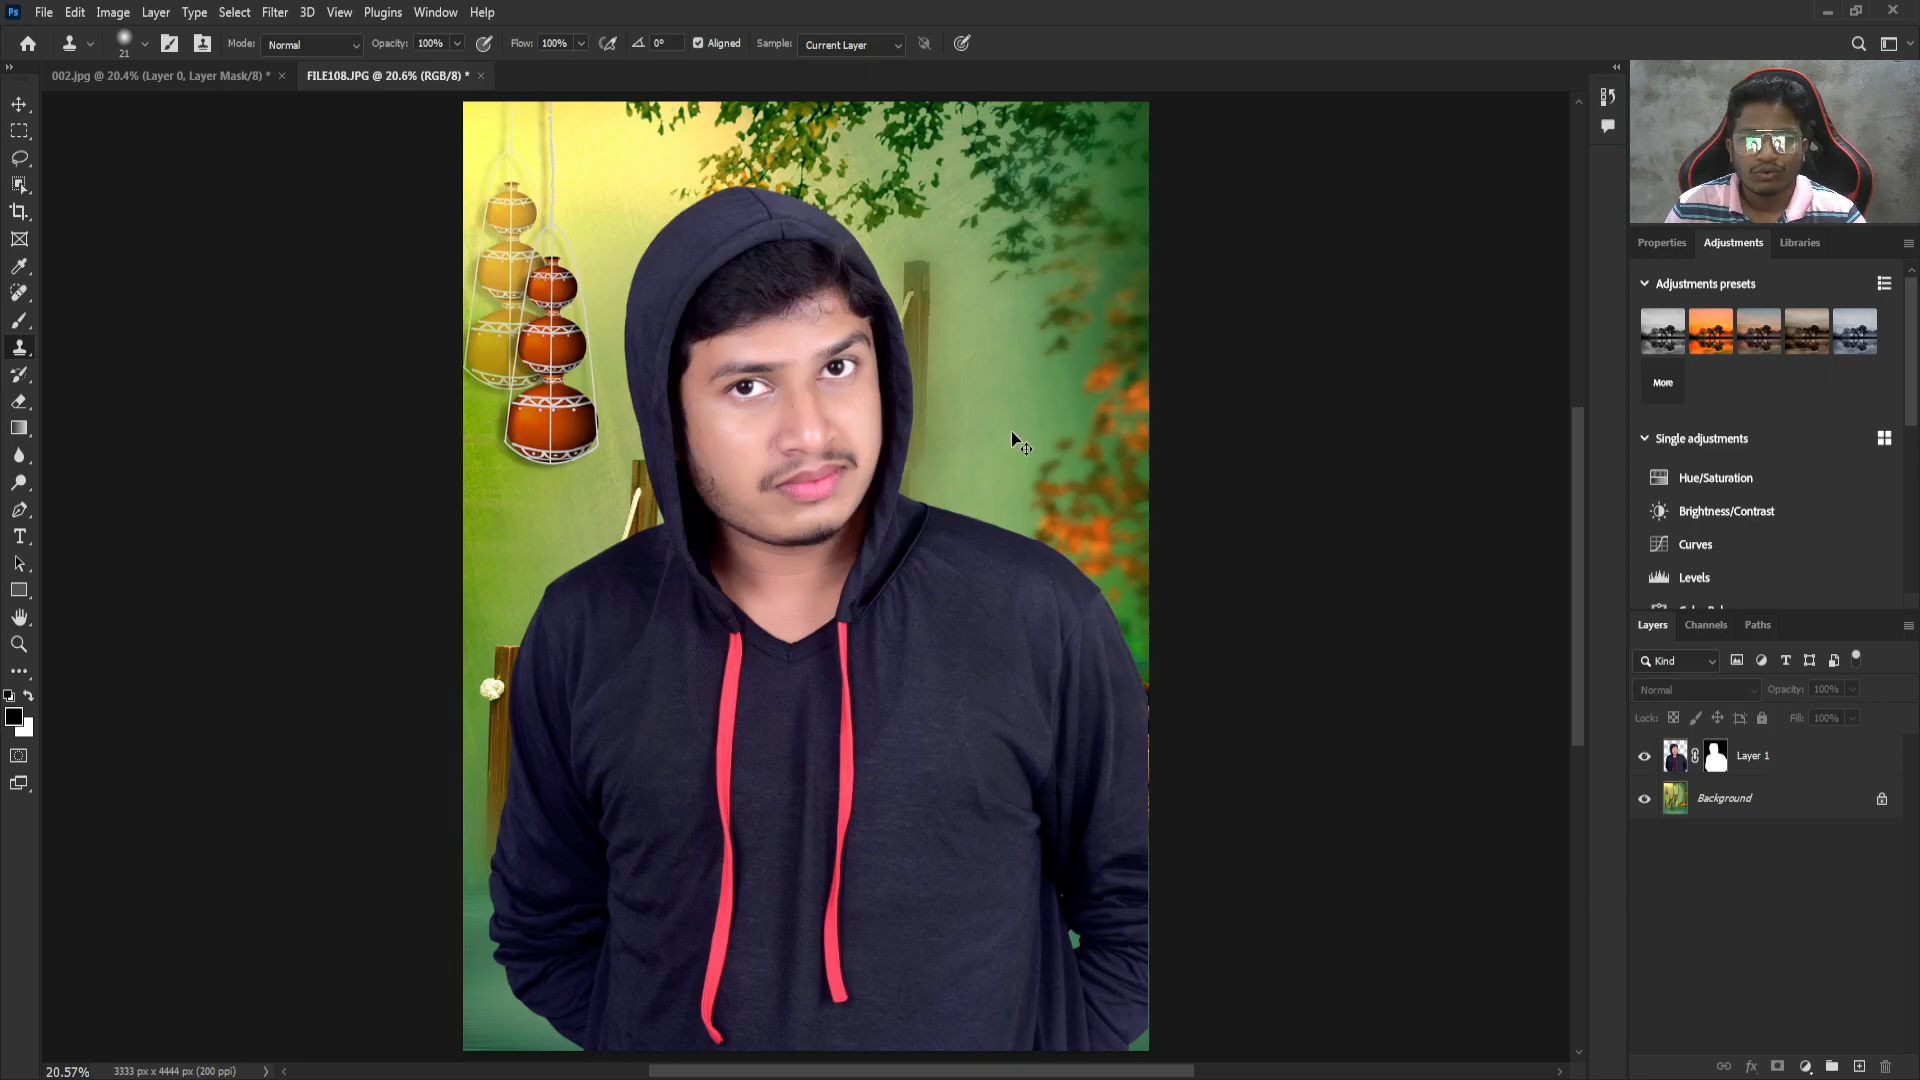 Ps File Edit Image Layer Type Select Filter 3D View Plugins Window Help
21 Mode: Normal Opacity: 100% Flow: 100% 0° Aligned Sample: Current Layer
002.jpg @ 20.4% (Layer 0, Layer Mask/8) * × FILE108.JPG @ 20.6% (RGB/8) * ×
Properties Adjustments Libraries
Adjustments presets
More
Single adjustments
Hue/Saturation
Brightness/Contrast
Curves
Levels
Layers Channels Paths
Kind
Normal Opacity: 100%
Lock: Fill: 100%
Layer 1
Background
fx
20.57% 3333 px x 4444 px (200 ppi)